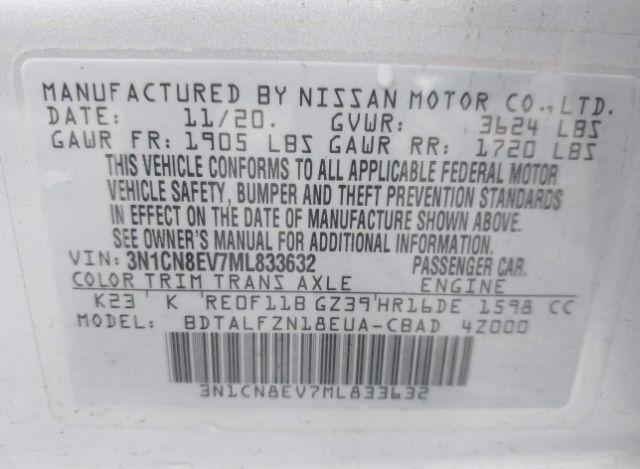 MANUFACTURED BY NISSAN MOTOR CO.,LTD.
DATE: 11/20. GVWR: 3624 LBS
GAWR FR: 1905 LBS GAWR RR: 1720 LBS
THIS VEHICLE CONFORMS TO ALL APPLICABLE FEDERAL MOTOR
VEHICLE SAFETY, BUMPER AND THEFT PREVENTION STANDARDS
IN EFFECT ON THE DATE OF MANUFACTURE SHOWN ABOVE.
SEE OWNER'S MANUAL FOR ADDITIONAL INFORMATION.
VIN: 3N1CN8EV7ML833632 PASSENGER CAR.
COLOR TRIM TRANS AXLE ENGINE
K23 K RE0F11B GZ39 HR16DE 1598 CC
MODEL: BDTALFZN18EUA-CBAD 4Z000
3N1CN8EV7ML833632